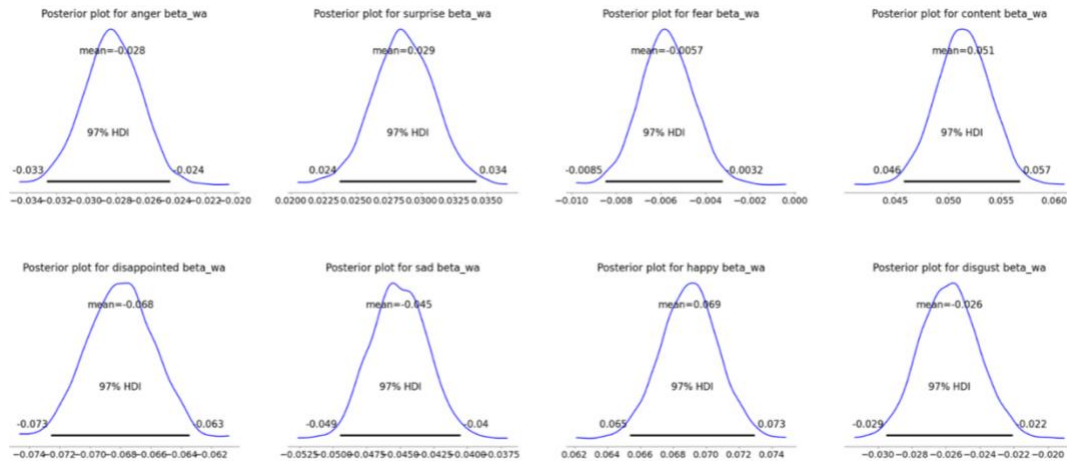 Posterior plot for anger beta_wa
mean=-0.028
97% HDI
-0.033 -0.024
−0.034 −0.032 −0.030 −0.028 −0.026 −0.024 −0.022 −0.020
Posterior plot for surprise beta_wa
mean=0.029
97% HDI
0.024 0.034
0.0200 0.0225 0.0250 0.0275 0.0300 0.0325 0.0350
Posterior plot for fear beta_wa
mean=-0.0057
97% HDI
-0.0085 -0.0032
−0.010 −0.008 −0.006 −0.004 −0.002 0.000
Posterior plot for content beta_wa
mean=0.051
97% HDI
0.046 0.057
0.045 0.050 0.055 0.060
Posterior plot for disappointed beta_wa
mean=-0.068
97% HDI
-0.073 -0.063
−0.074 −0.072 −0.070 −0.068 −0.066 −0.064 −0.062
Posterior plot for sad beta_wa
mean=-0.045
97% HDI
-0.049 -0.04
−0.0525 −0.0500 −0.0475 −0.0450 −0.0425 −0.0400 −0.0375
Posterior plot for happy beta_wa
mean=0.069
97% HDI
0.065 0.073
0.062 0.064 0.066 0.068 0.070 0.072 0.074
Posterior plot for disgust beta_wa
mean=-0.026
97% HDI
-0.029 -0.022
−0.030 −0.028 −0.026 −0.024 −0.022 −0.020